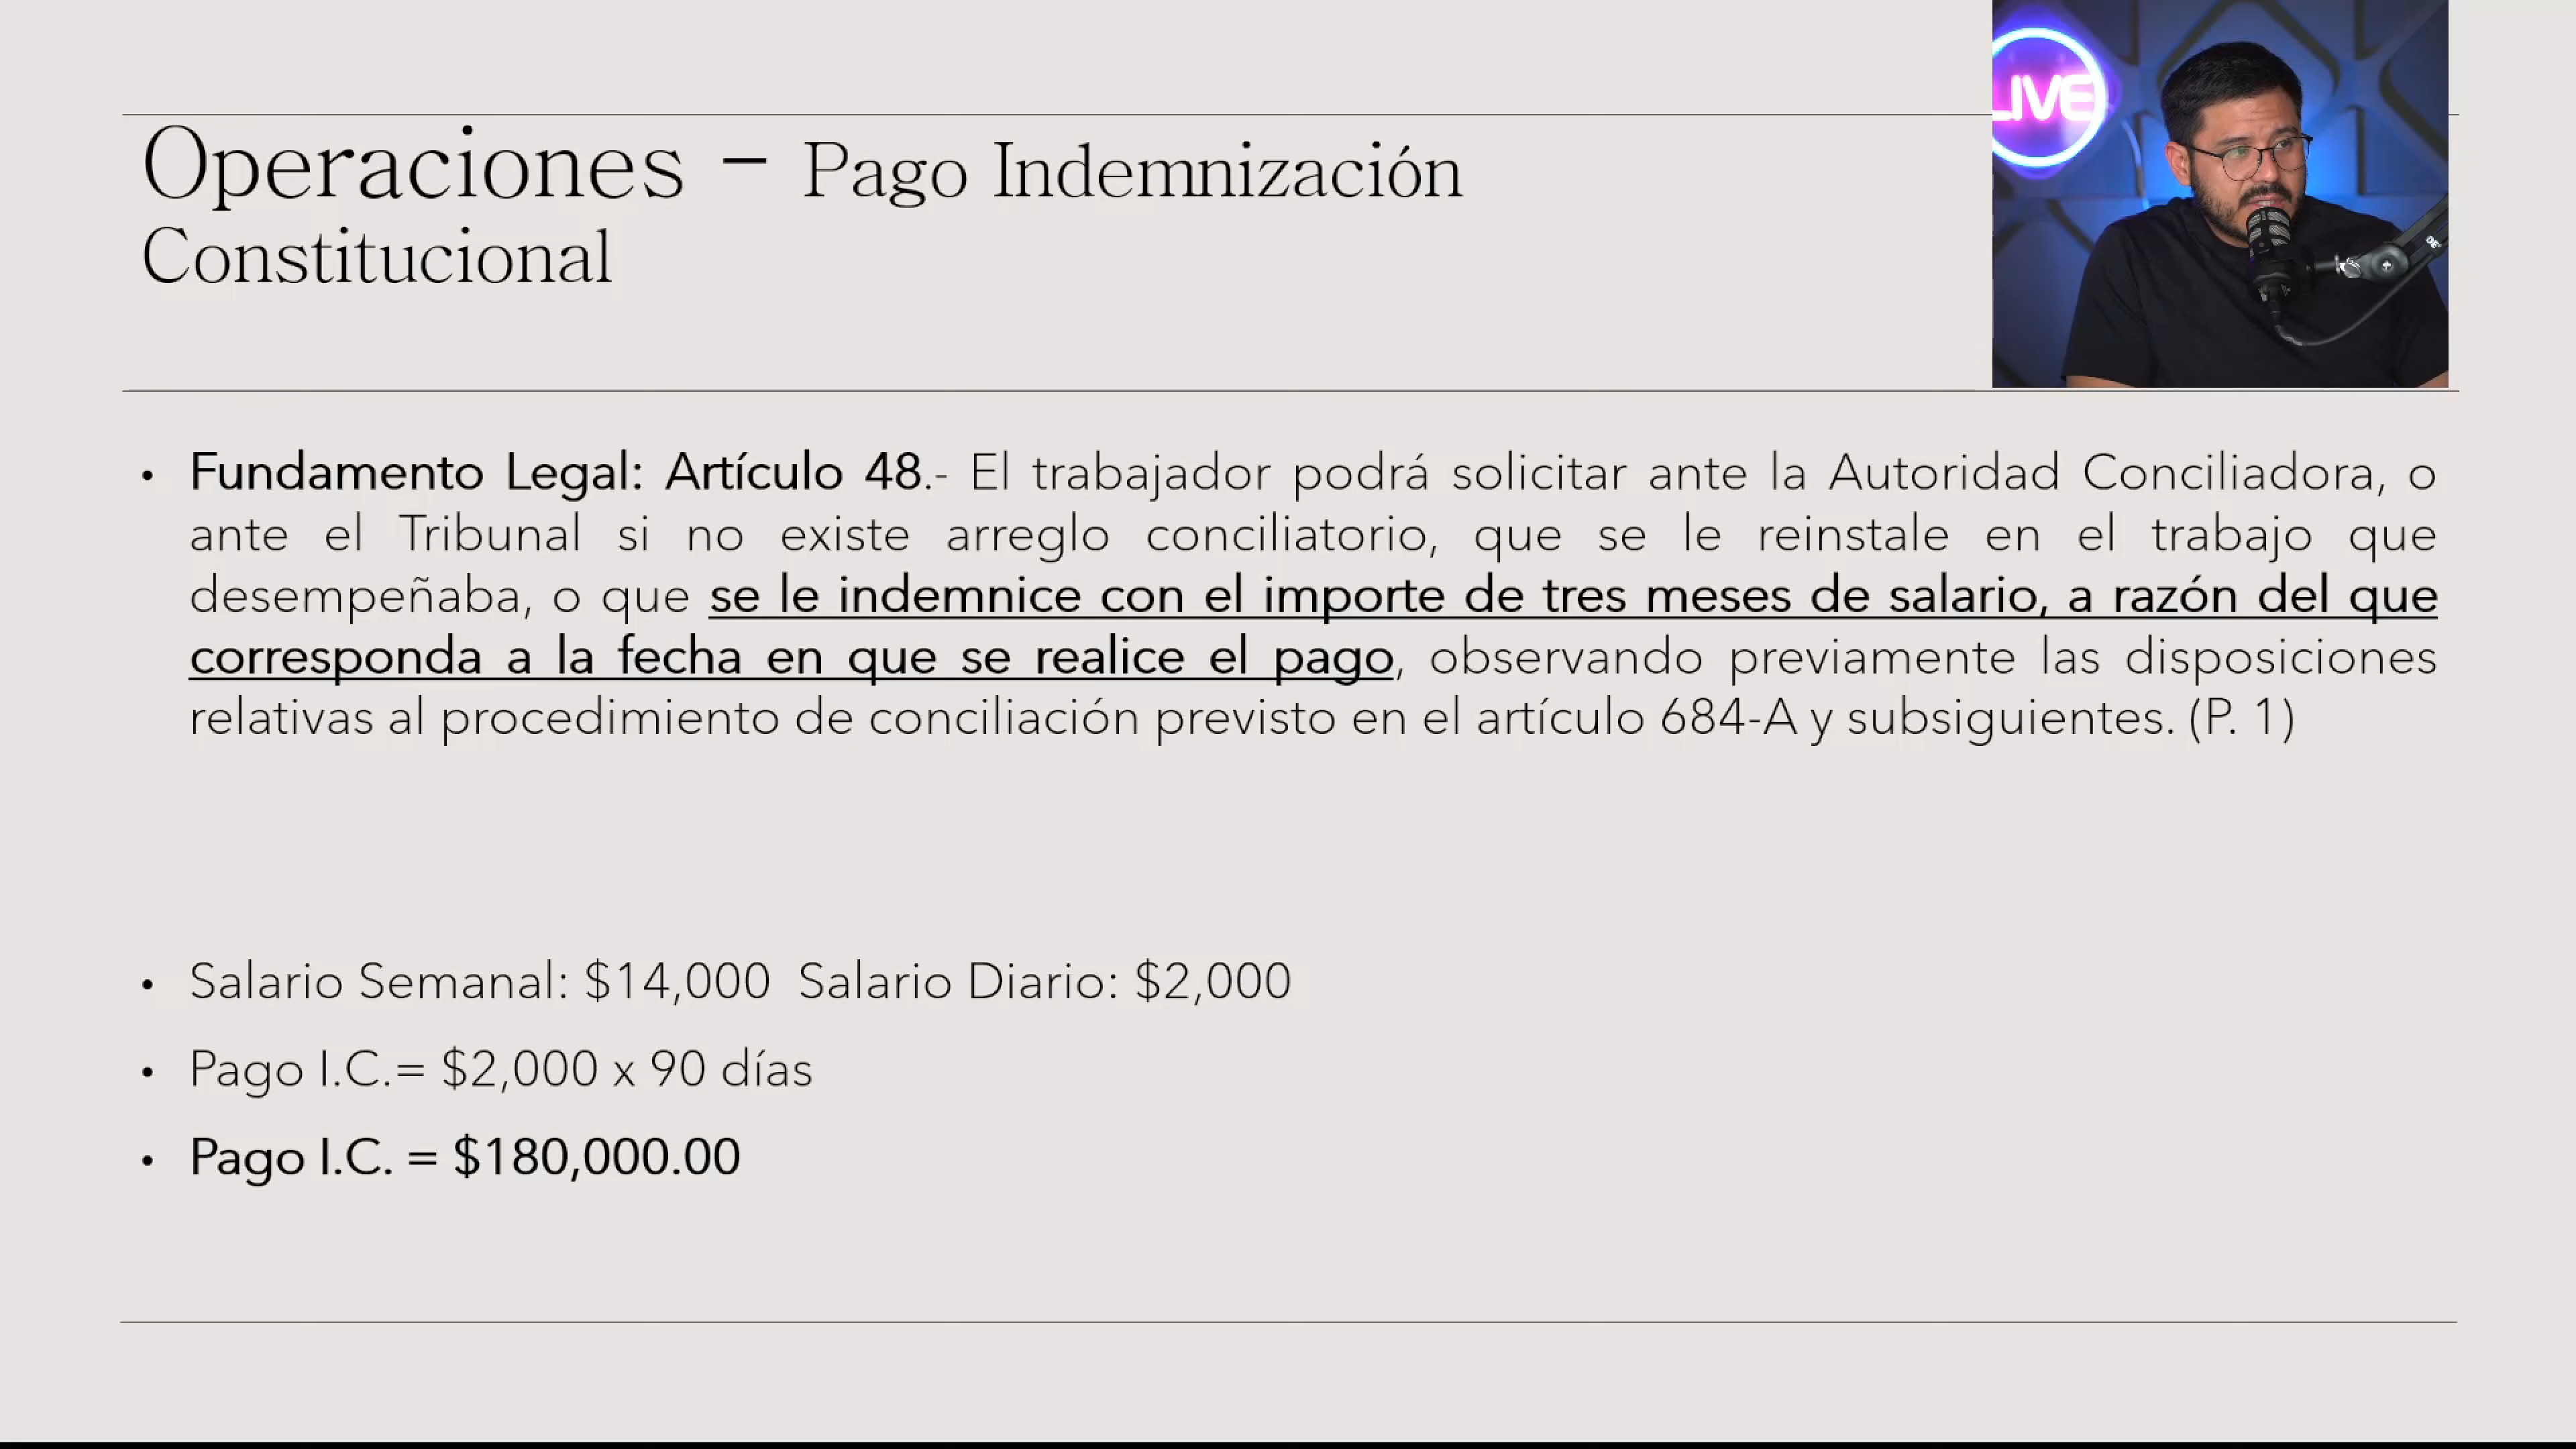 Operaciones – Pago Indemnización
Constitucional
LIVE
• Fundamento Legal: Artículo 48.- El trabajador podrá solicitar ante la Autoridad Conciliadora, o
ante el Tribunal si no existe arreglo conciliatorio, que se le reinstale en el trabajo que
desempeñaba, o que se le indemnice con el importe de tres meses de salario, a razón del que
corresponda a la fecha en que se realice el pago, observando previamente las disposiciones
relativas al procedimiento de conciliación previsto en el artículo 684-A y subsiguientes. (P. 1)
• Salario Semanal: $14,000 Salario Diario: $2,000
• Pago I.C.= $2,000 x 90 días
• Pago I.C. = $180,000.00